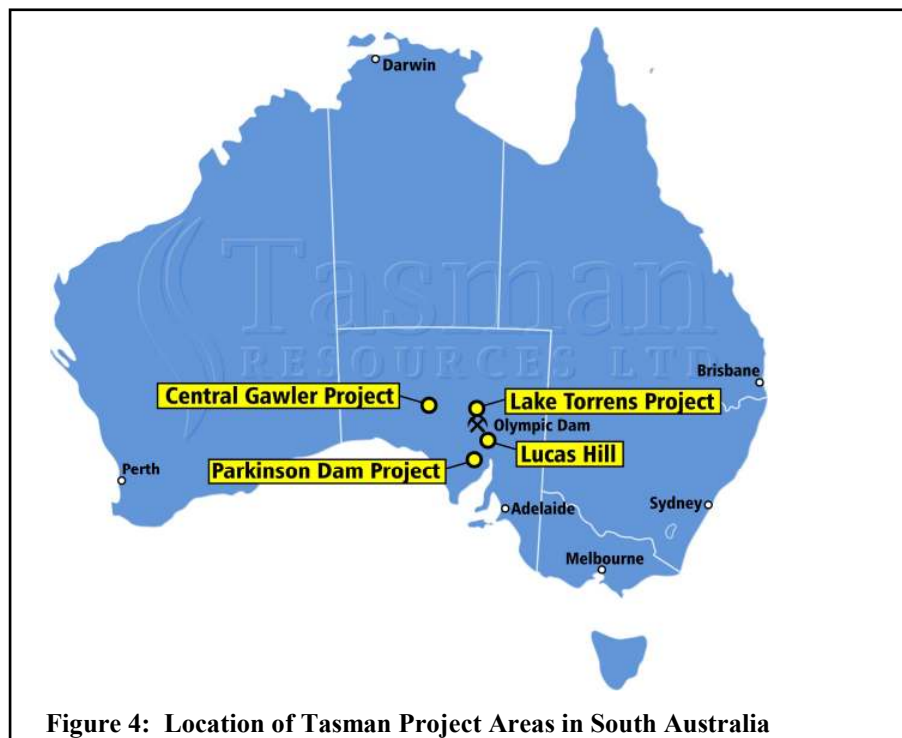 Darwin
Tasman
RESOURCES LTD
Brisbane
Central Gawler Project
Lake Torrens Project
Olympic Dam
Lucas Hill
Parkinson Dam Project
Perth
Adelaide
Sydney
Melbourne
Figure 4: Location of Tasman Project Areas in South Australia